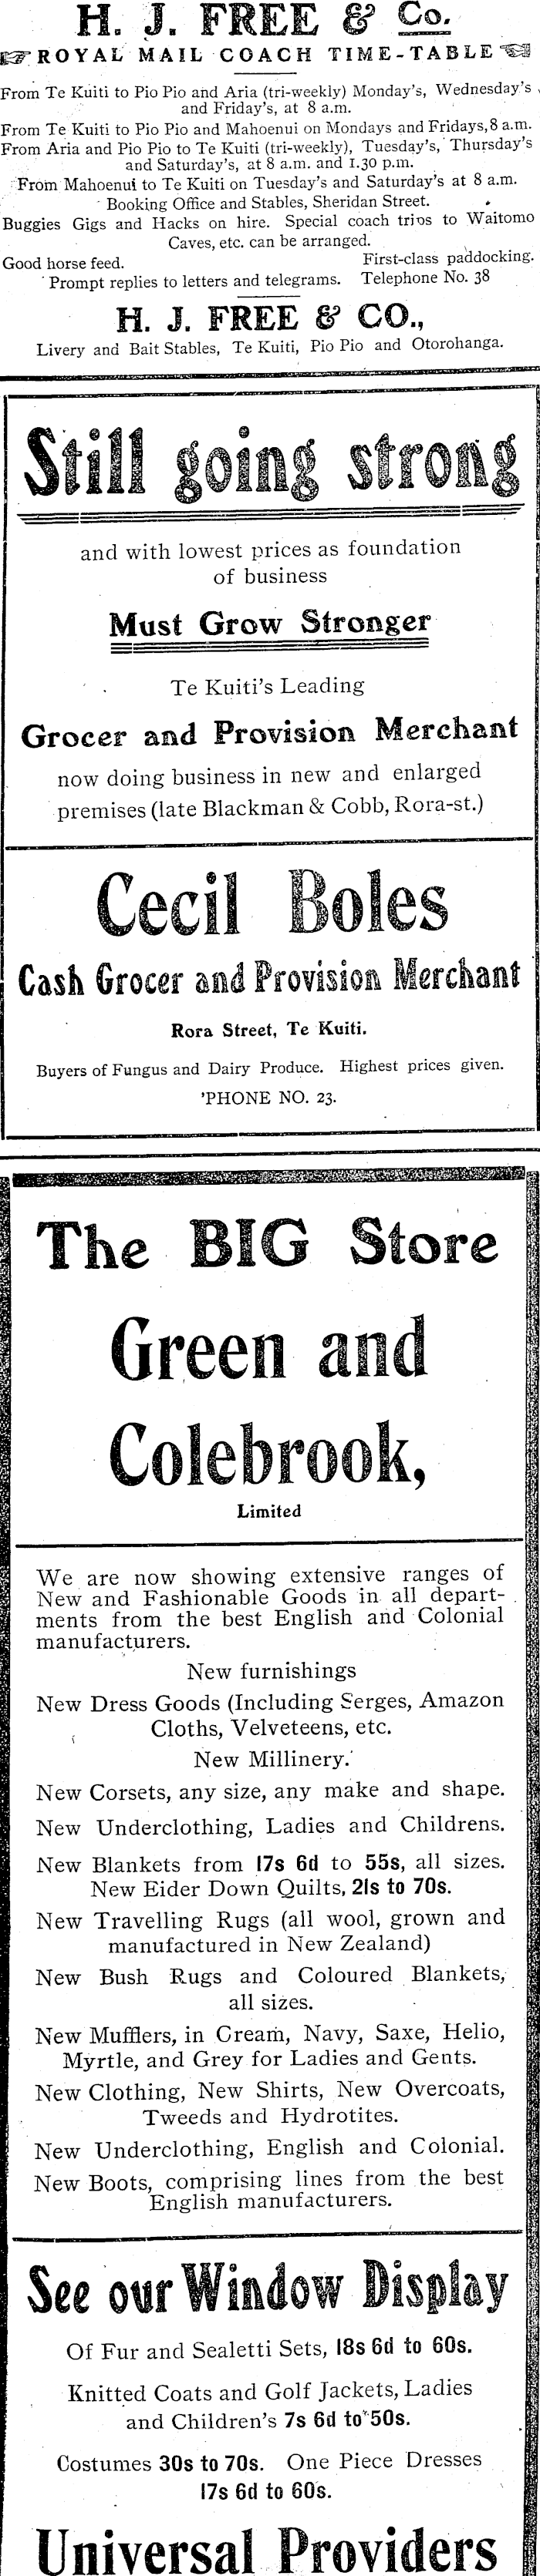 H. J. FREE & Co.
ROYAL MAIL COACH TIME-TABLE
From Te Kuiti to Pio Pio and Aria (tri-weekly) Monday's, Wednesday's
and Friday's, at 8 a.m.
From Te Kuiti to Pio Pio and Mahoenui on Mondays and Fridays, 8 a.m.
From Aria and Pio Pio to Te Kuiti (tri-weekly), Tuesday's, Thursday's
and Saturday's, at 8 a.m. and 1.30 p.m.
From Mahoenui to Te Kuiti on Tuesday's and Saturday's at 8 a.m.
Booking Office and Stables, Sheridan Street.
Buggies Gigs and Hacks on hire. Special coach trips to Waitomo
Caves, etc. can be arranged.
Good horse feed. First-class paddocking.
Prompt replies to letters and telegrams. Telephone No. 38
H. J. FREE & CO.,
Livery and Bait Stables, Te Kuiti, Pio Pio and Otorohanga.
Still going strong
and with lowest prices as foundation
of business
Must Grow Stronger
Te Kuiti's Leading
Grocer and Provision Merchant
now doing business in new and enlarged
premises (late Blackman & Cobb, Rora-st.)
Cecil Boles
Cash Grocer and Provision Merchant
Rora Street, Te Kuiti.
Buyers of Fungus and Dairy Produce. Highest prices given.
'PHONE NO. 23.
The BIG Store
Green and
Colebrook,
Limited
We are now showing extensive ranges of
New and Fashionable Goods in all depart-
ments from the best English and Colonial
manufacturers.
New furnishings
New Dress Goods (Including Serges, Amazon
Cloths, Velveteens, etc.
New Millinery.
New Corsets, any size, any make and shape.
New Underclothing, Ladies and Childrens.
New Blankets from 17s 6d to 55s, all sizes.
New Eider Down Quilts, 21s to 70s.
New Travelling Rugs (all wool, grown and
manufactured in New Zealand)
New Bush Rugs and Coloured Blankets,
all sizes.
New Mufflers, in Cream, Navy, Saxe, Helio,
Myrtle, and Grey for Ladies and Gents.
New Clothing, New Shirts, New Overcoats,
Tweeds and Hydrotites.
New Underclothing, English and Colonial.
New Boots, comprising lines from the best
English manufacturers.
See our Window Display
Of Fur and Sealetti Sets, 18s 6d to 60s.
Knitted Coats and Golf Jackets, Ladies
and Children's 7s 6d to 50s.
Costumes 30s to 70s. One Piece Dresses
17s 6d to 60s.
Universal Providers